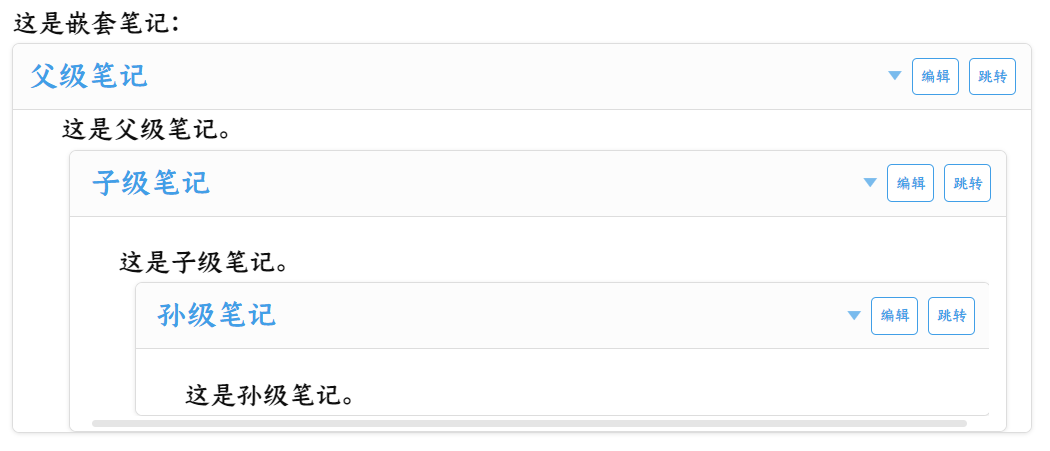 这是嵌套笔记：
父级笔记 编辑 跳转
这是父级笔记。
子级笔记 编辑 跳转
这是子级笔记。
孙级笔记 编辑 跳转
这是孙级笔记。